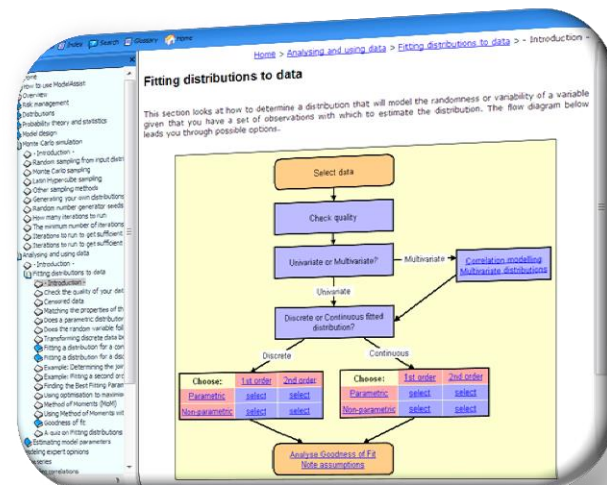 Index Search Glossary Home
Home > Analysing and using data > Fitting distributions to data > - Introduction -
How to use ModelAssist
Overview
Risk management
Distributions
Probability theory and statistics
Model design
Monte Carlo simulation
- Introduction -
Random sampling from input distri
Monte Carlo sampling
Latin Hypercube sampling
Other sampling methods
Generating your own distributions
Random number generator seeds
How many iterations to run
The minimum number of iterations
Iterations to run to get sufficient
Iterations to run to get sufficient
Analysing and using data
- Introduction -
Fitting distributions to data
- Introduction -
Check the quality of your dat
Censored data
Matching the properties of th
Does a parametric distribution
Does the random variable foll
Transforming discrete data be
Fitting a distribution for a con
Fitting a distribution for a disc
Example: Determining the join
Example: Fitting a second ord
Finding the Best Fitting Param
Using optimisation to maximise
Method of Moments (MoM)
Using Method of Moments wit
Goodness of fit
A quiz on Fitting distributions
Estimating model parameters
Fitting distributions to data
This section looks at how to determine a distribution that will model the randomness or variability of a variable
given that you have a set of observations with which to estimate the distribution. The flow diagram below
leads you through possible options.
Select data
Check quality
Univariate or Multivariate?
Multivariate
Correlation modelling
Multivariate distributions
Univariate
Discrete or Continuous fitted
distribution?
Discrete
Continuous
Choose: 1st order 2nd order
Parametric select select
Non-parametric select select
Choose: 1st order 2nd order
Parametric select select
Non-parametric select select
Analyse Goodness of Fit
Note assumptions